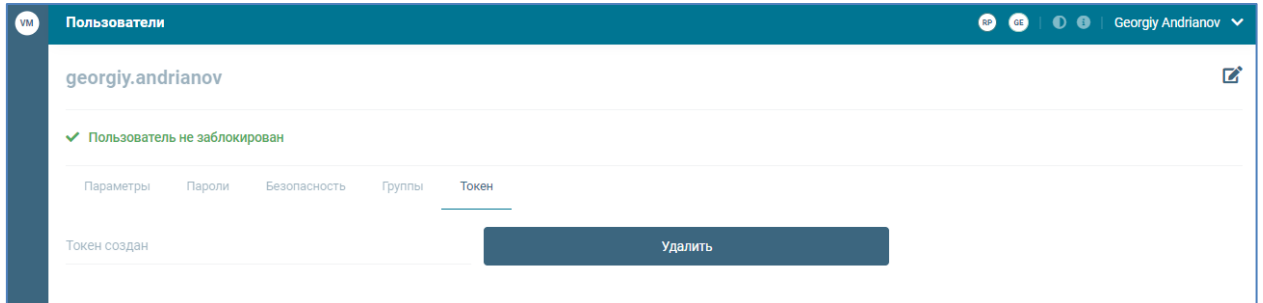 VM Пользователи RP GE Georgiy Andrianov
georgiy.andrianov
Пользователь не заблокирован
Параметры Пароли Безопасность Группы Токен
Токен создан Удалить